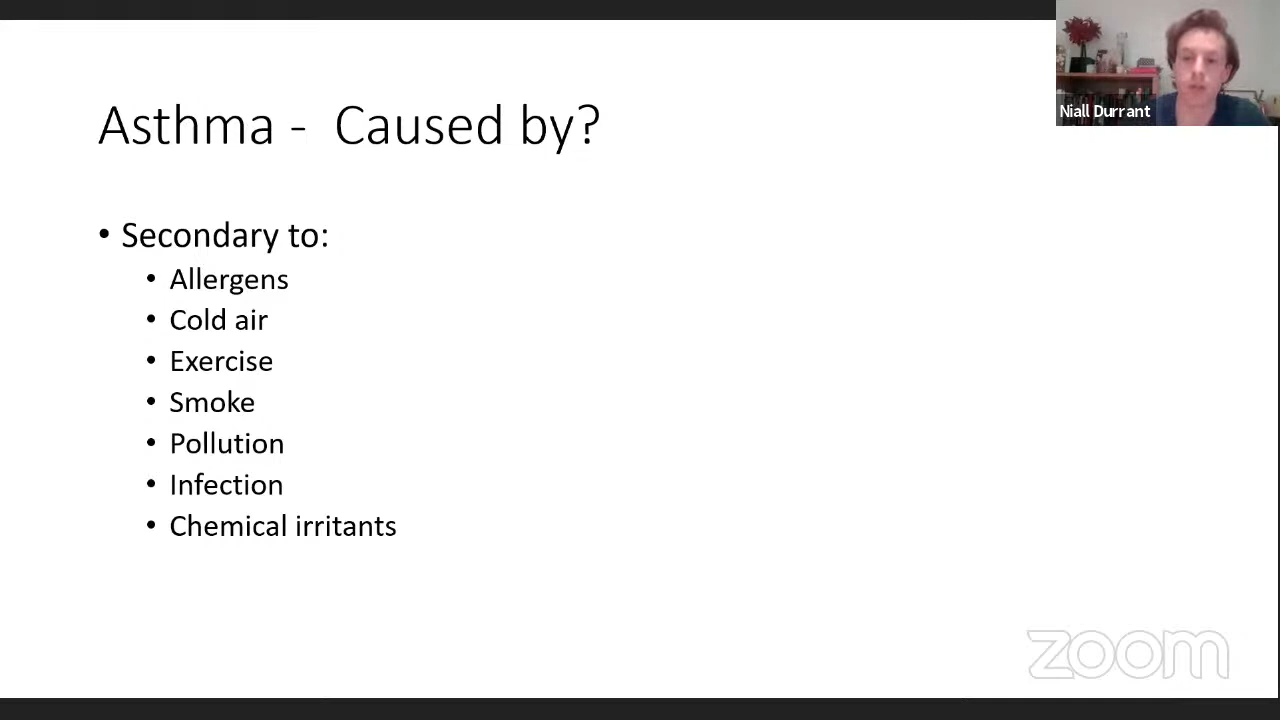 Niall Durrant
Asthma - Caused by?
• Secondary to:
• Allergens
• Cold air
• Exercise
• Smoke
• Pollution
• Infection
• Chemical irritants
zoom